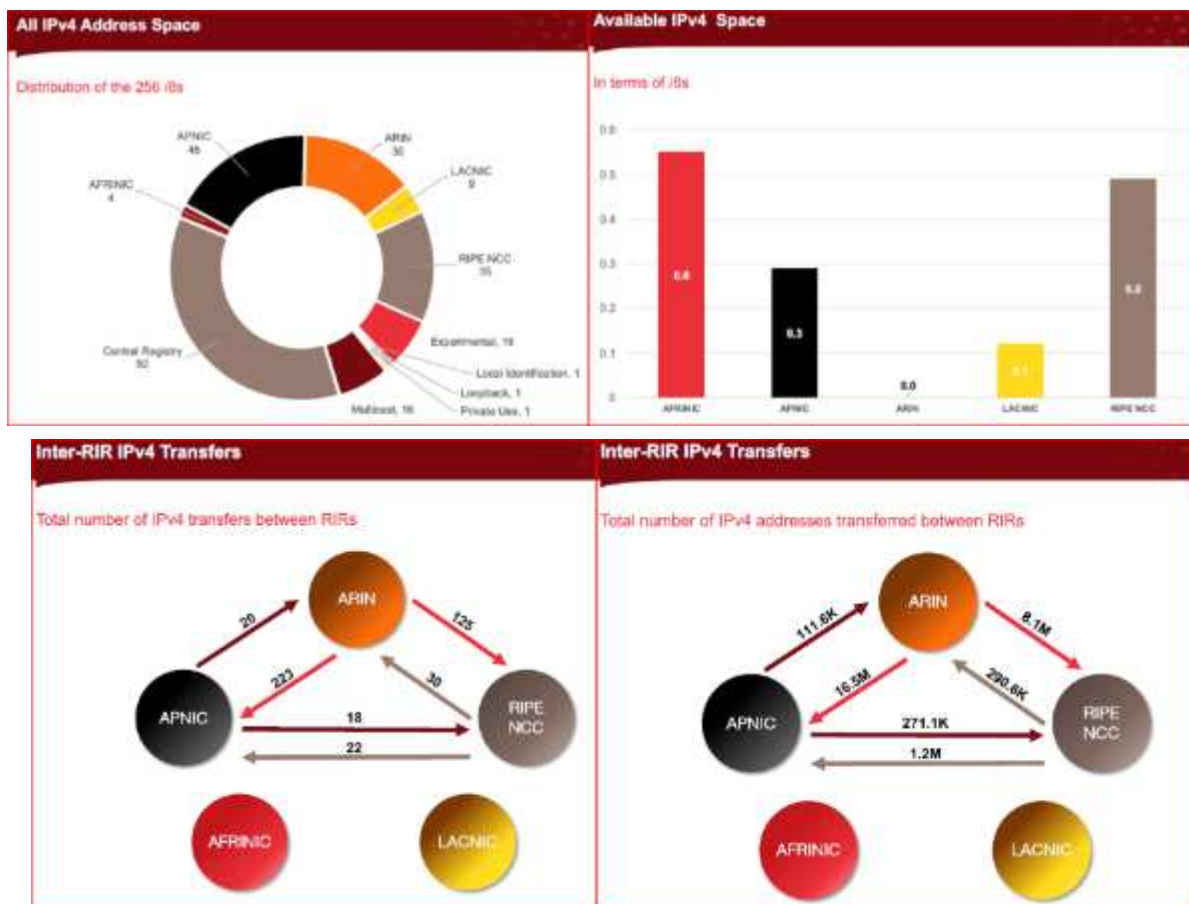 All IPv4 Address Space
Distribution of the 256 /8s
APNIC
45
ARIN
36
LACNIC
9
AFRINIC
4
RIPE NCC
35
Central Registry
92
Experimental, 16
Local Identification, 1
Loopback, 1
Private Use, 1
Multicast, 16
Available IPv4 Space
In terms of /8s
0.6
0.5
0.4
0.3
0.2
0.1
0
0.6
0.3
0.0
0.1
AFRINIC
APNIC
ARIN
LACNIC
RIPE NCC
Inter-RIR IPv4 Transfers
Total number of IPv4 transfers between RIRs
ARIN
20
125
223
30
APNIC
18
22
RIPE
NCC
AFRINIC
LACNIC
Inter-RIR IPv4 Transfers
Total number of IPv4 addresses transferred between RIRs
ARIN
111.6K
8.1M
16.5M
290.6K
APNIC
271.1K
1.2M
RIPE
NCC
AFRINIC
LACNIC